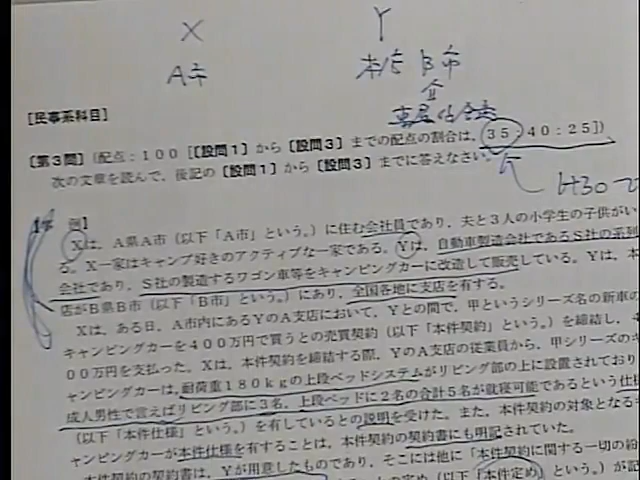 X Y
A市 本店 B市
専属
[民事系科目]
〔第3問〕(配点:100〔〔設問1〕から〔設問3〕までの配点の割合は、35:40:25〕)
次の文章を読んで、後記の〔設問1〕から〔設問3〕までに答えなさい。
H30
例】
Xは、A県A市(以下「A市」という。)に住む会社員であり、夫と3人の小学生の子供がい
る。X一家はキャンプ好きのアクティブな一家である。Yは、自動車製造会社であるS社の系列
会社であり、S社の製造するワゴン車等をキャンピングカーに改造して販売している。Yは、本
店がB県B市(以下「B市」という。)にあり、全国各地に支店を有する。
Xは、ある日、A市内にあるYのA支店において、Yとの間で、甲というシリーズ名の新車の
キャンピングカーを400万円で買うとの売買契約(以下「本件契約」という。)を締結し、4
00万円を支払った。Xは、本件契約を締結する際、YのA支店の従業員から、甲シリーズのキ
ャンピングカーは、耐荷重180kgの上段ベッドシステムがリビング部の上に設置されており
成人男性で言えばリビング部に3名、上段ベッドに2名の合計5名が就寝可能であるという仕
(以下「本件仕様」という。)を有しているとの説明を受けた。また、本件契約の対象となる
ャンピングカーが本件仕様を有することは、本件契約の契約書にも明記されていた。
本件契約の契約書は、Yが用意したものであり、そこには他に「本件契約に関する一切の紛
(以下「本件定め」という。)が記